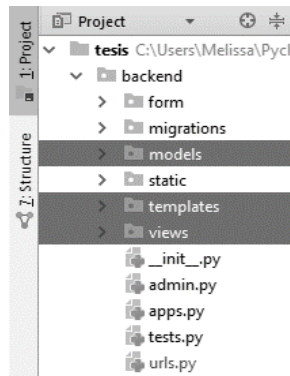 Project
1: Project
Z: Structure
tesis C:\Users\Melissa\Pycl
backend
form
migrations
models
static
templates
views
__init__.py
admin.py
apps.py
tests.py
urls.py